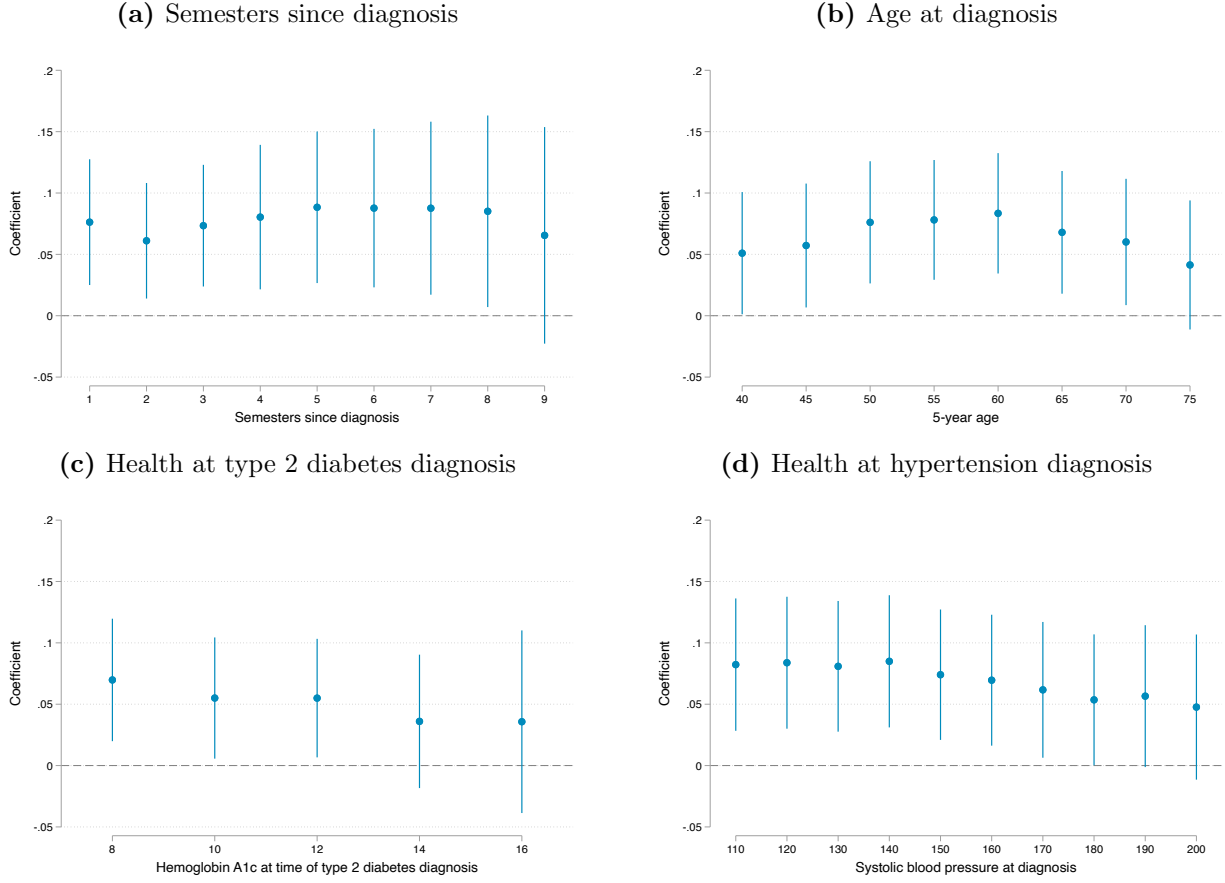 (a) Semesters since diagnosis
.2
.15
.1
.05
0
-.05
Coefficient
1 2 3 4 5 6 7 8 9
Semesters since diagnosis
(b) Age at diagnosis
.2
.15
.1
.05
0
-.05
Coefficient
40 45 50 55 60 65 70 75
5-year age
(c) Health at type 2 diabetes diagnosis
.2
.15
.1
.05
0
-.05
Coefficient
8 10 12 14 16
Hemoglobin A1c at time of type 2 diabetes diagnosis
(d) Health at hypertension diagnosis
.2
.15
.1
.05
0
-.05
Coefficient
110 120 130 140 150 160 170 180 190 200
Systolic blood pressure at diagnosis